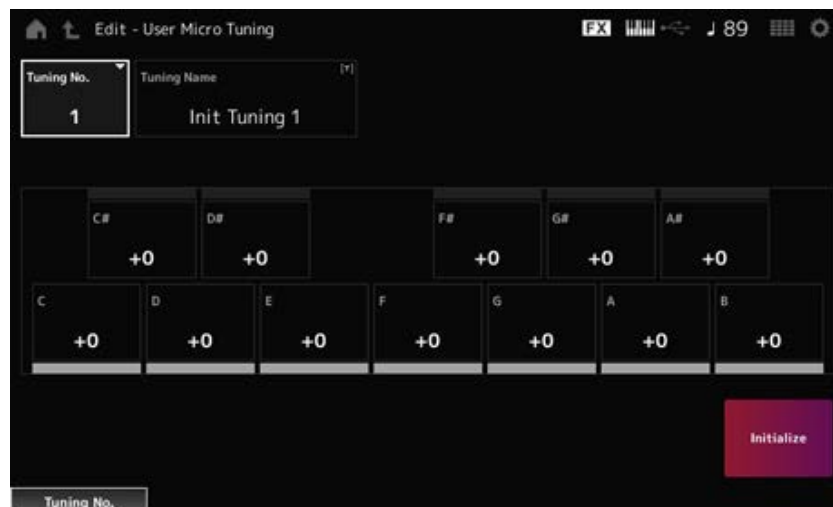 Edit - User Micro Tuning FX ♩ 89
Tuning No. Tuning Name [T]
1 Init Tuning 1
C# D# F# G# A#
+0 +0 +0 +0 +0
C D E F G A B
+0 +0 +0 +0 +0 +0 +0
Initialize
Tuning No.